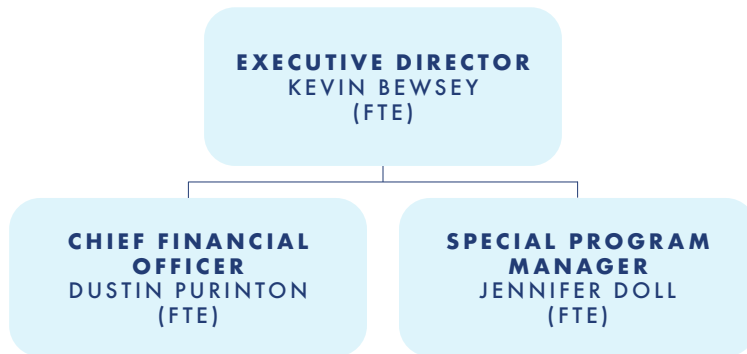 EXECUTIVE DIRECTOR
KEVIN BEWSEY
(FTE)
CHIEF FINANCIAL
OFFICER
DUSTIN PURINTON
(FTE)
SPECIAL PROGRAM
MANAGER
JENNIFER DOLL
(FTE)